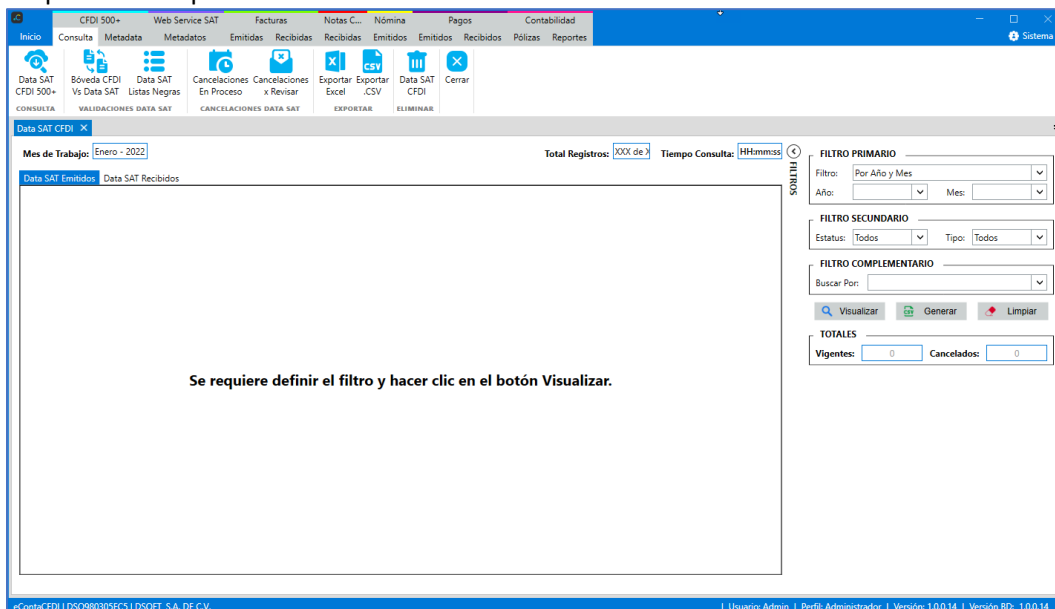 CFDI 500+ Web Service SAT Facturas Notas C... Nómina Pagos Contabilidad
Inicio Consulta Metadata Metadatos Emitidas Recibidas Recibidas Emitidos Emitidos Recibidos Pólizas Reportes Sistema
Data SAT CFDI 500+
Bóveda CFDI Vs Data SAT
Data SAT Listas Negras
Cancelaciones En Proceso
Cancelaciones x Revisar
Exportar Excel
Exportar .CSV
Data SAT CFDI
Cerrar
CONSULTA VALIDACIONES DATA SAT CANCELACIONES DATA SAT EXPORTAR ELIMINAR
Data SAT CFDI
Mes de Trabajo: Enero - 2022 Total Registros: XXX de X Tiempo Consulta: HH:mm:ss
Data SAT Emitidos Data SAT Recibidos
Se requiere definir el filtro y hacer clic en el botón Visualizar.
FILTROS
FILTRO PRIMARIO
Filtro: Por Año y Mes
Año: Mes:
FILTRO SECUNDARIO
Estatus: Todos Tipo: Todos
FILTRO COMPLEMENTARIO
Buscar Por:
Visualizar Generar Limpiar
TOTALES
Vigentes: 0 Cancelados: 0
eContaCFDI | DSO980305EC5 | DSOFT, S.A. DE C.V. | Usuario: Admin | Perfil: Administrador | Versión: 1.0.0.14 | Versión BD: 1.0.0.14